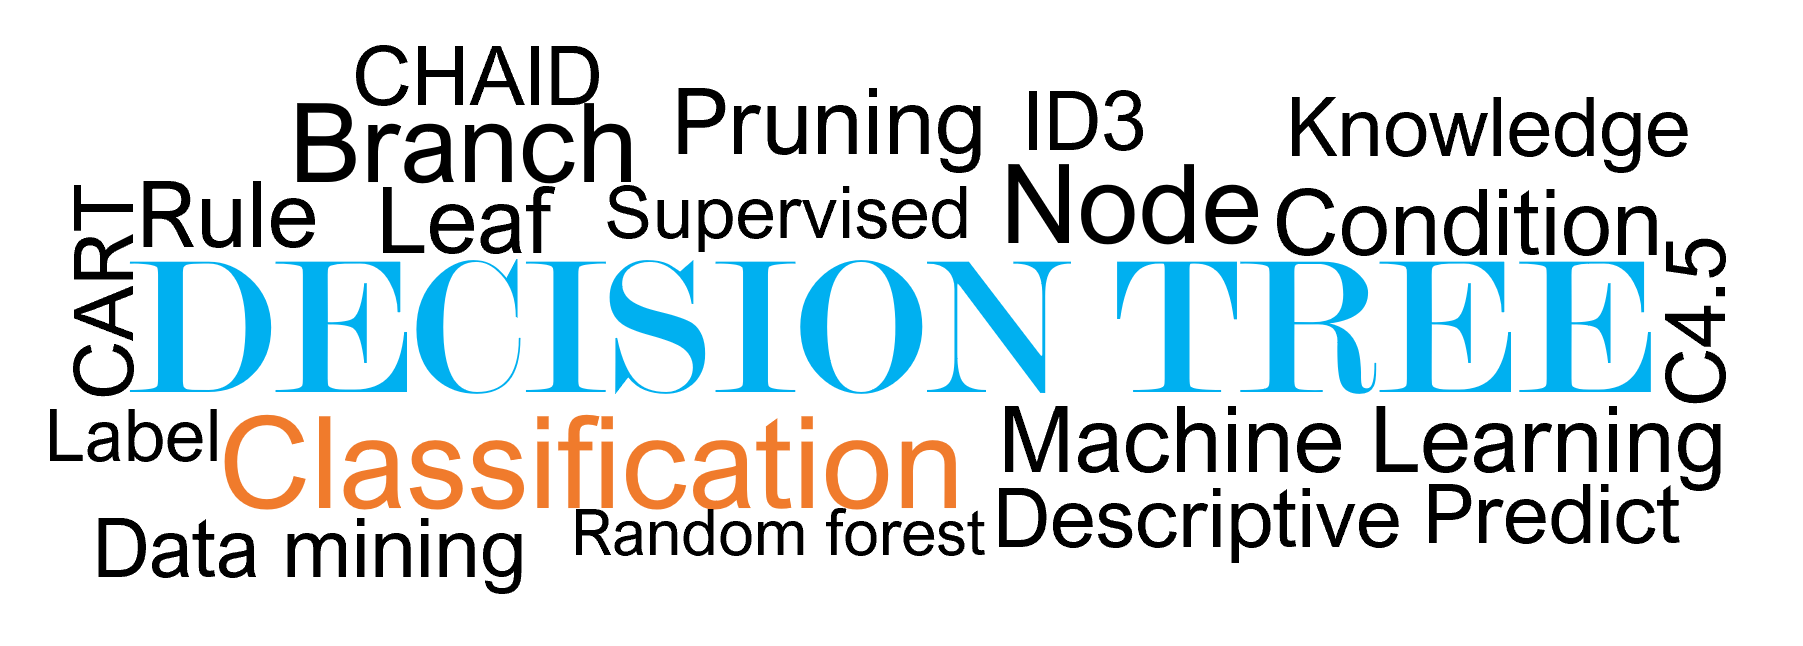 CHAID
Branch
Pruning
ID3
Knowledge
CART
Rule
Leaf
Supervised
Node
Condition
DECISION TREE
C4.5
Label
Classification
Machine Learning
Data mining
Random forest
Descriptive
Predict